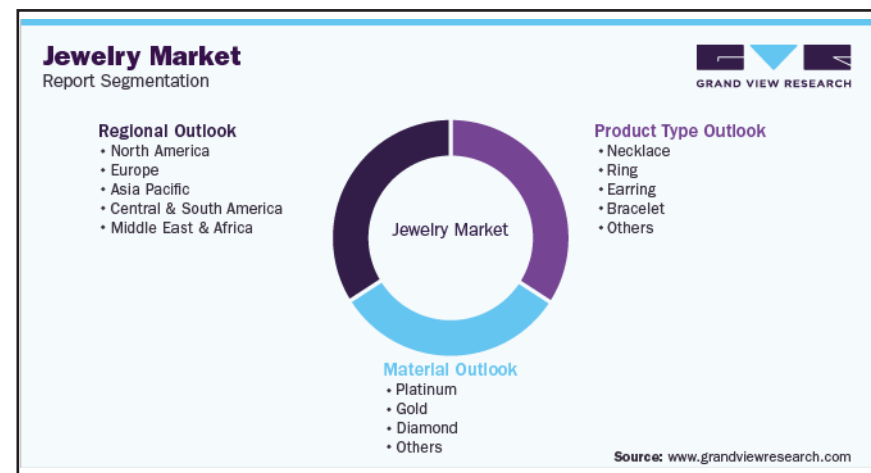 Jewelry Market
Report Segmentation
GRAND VIEW RESEARCH
Regional Outlook
• North America
• Europe
• Asia Pacific
• Central & South America
• Middle East & Africa
Product Type Outlook
• Necklace
• Ring
• Earring
• Bracelet
• Others
Jewelry Market
Material Outlook
• Platinum
• Gold
• Diamond
• Others
Source: www.grandviewresearch.com